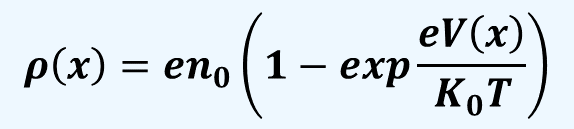 ρ(x) = en₀ (1 − exp eV(x)/K₀T)